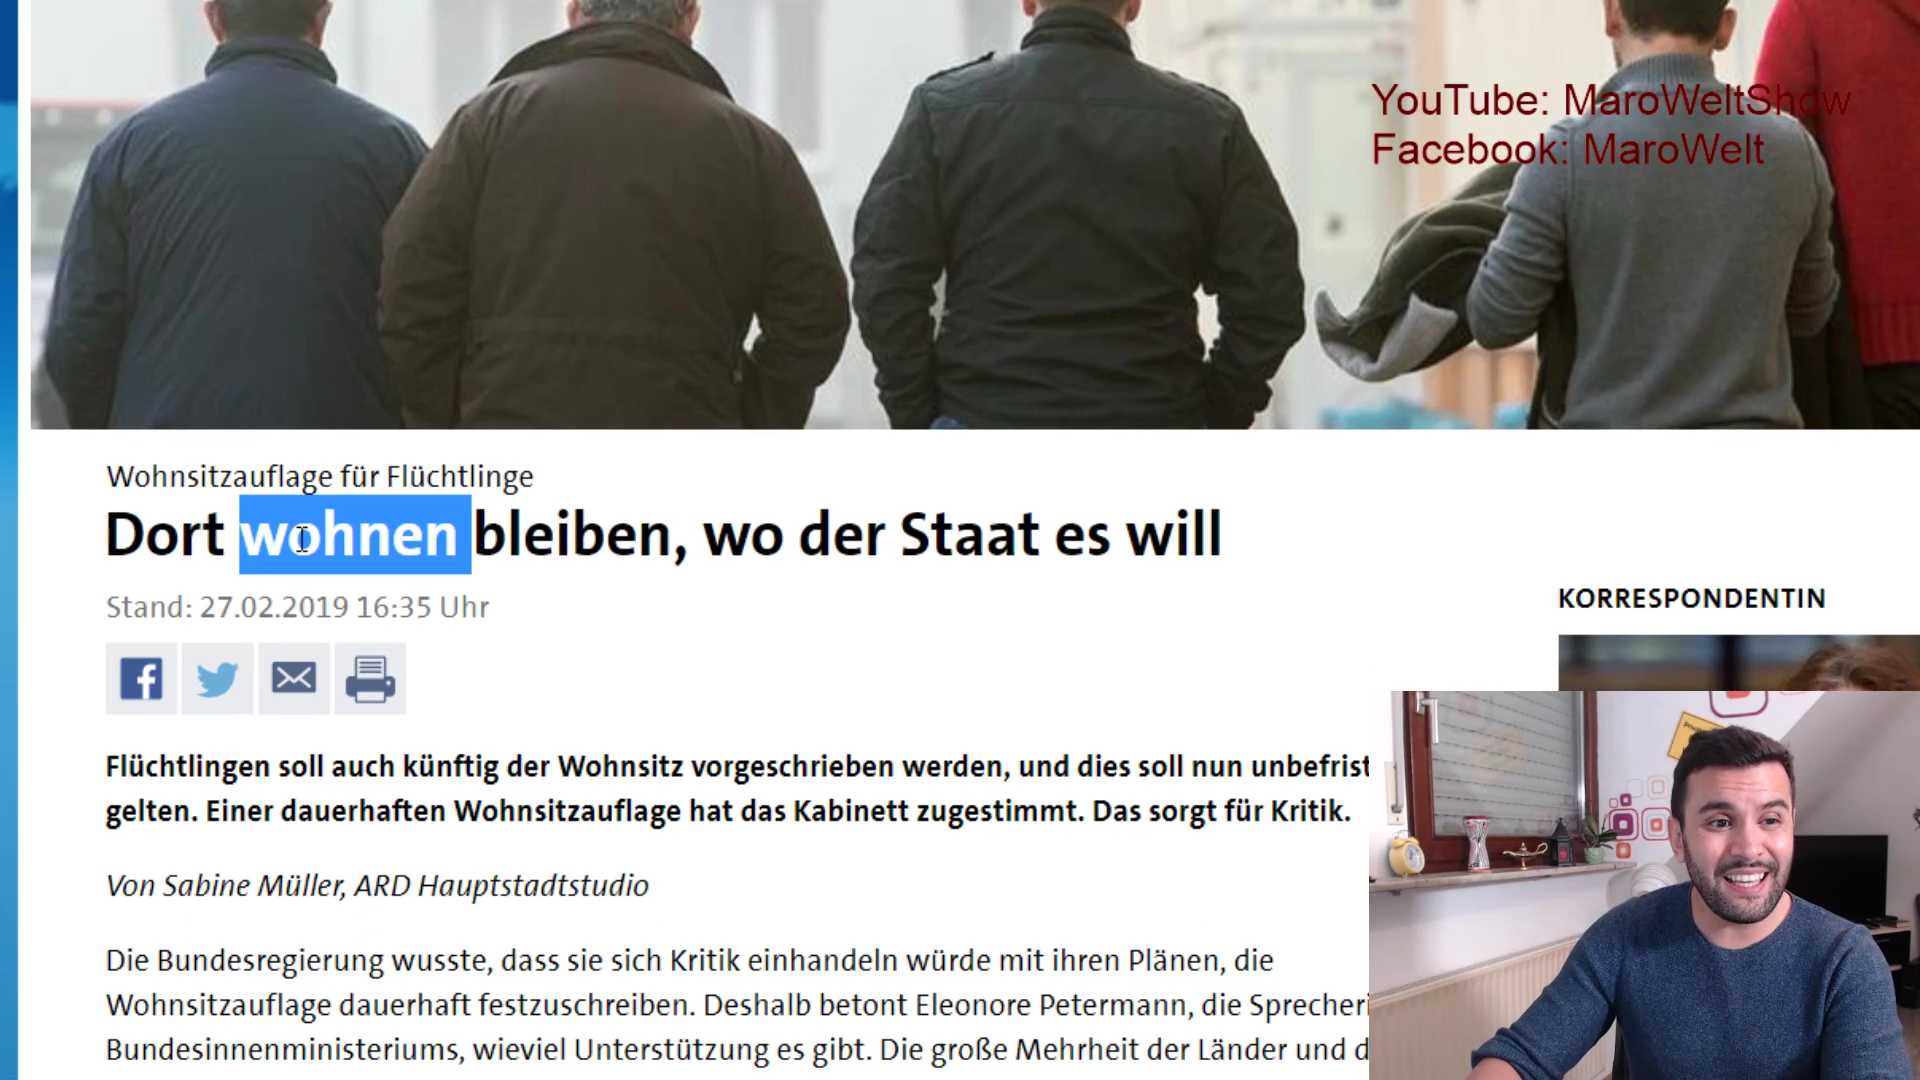 YouTube: MaroWeltShow
Facebook: MaroWelt
Wohnsitzauflage für Flüchtlinge
Dort wohnen bleiben, wo der Staat es will
Stand: 27.02.2019 16:35 Uhr
KORRESPONDENTIN
Flüchtlingen soll auch künftig der Wohnsitz vorgeschrieben werden, und dies soll nun unbefrist
gelten. Einer dauerhaften Wohnsitzauflage hat das Kabinett zugestimmt. Das sorgt für Kritik.
Von Sabine Müller, ARD Hauptstadtstudio
Die Bundesregierung wusste, dass sie sich Kritik einhandeln würde mit ihren Plänen, die
Wohnsitzauflage dauerhaft festzuschreiben. Deshalb betont Eleonore Petermann, die Sprecheri
Bundesinnenministeriums, wieviel Unterstützung es gibt. Die große Mehrheit der Länder und d